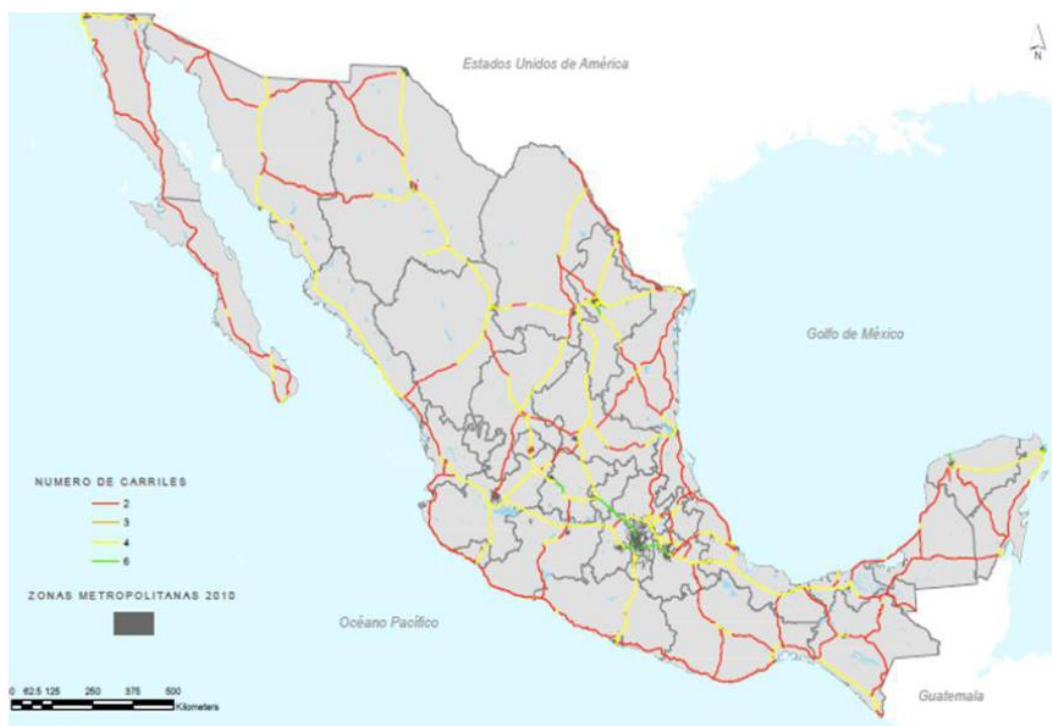 Estados Unidos de América
N
Golfo de México
NUMERO DE CARRILES
2
3
4
6
ZONAS METROPOLITANAS 2010
Océano Pacífico
Guatemala
0 62.5 125 250 375 500
Kilometers